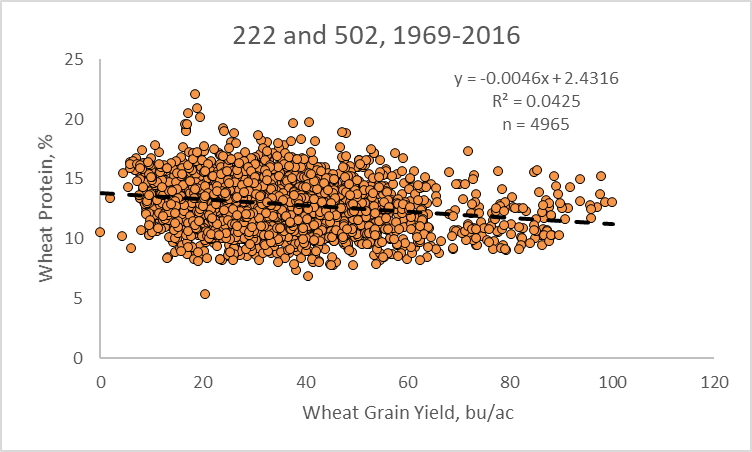 222 and 502, 1969-2016
y = -0.0046x + 2.4316
R² = 0.0425
n = 4965
Wheat Protein, %
25
20
15
10
5
0
0 20 40 60 80 100 120
Wheat Grain Yield, bu/ac